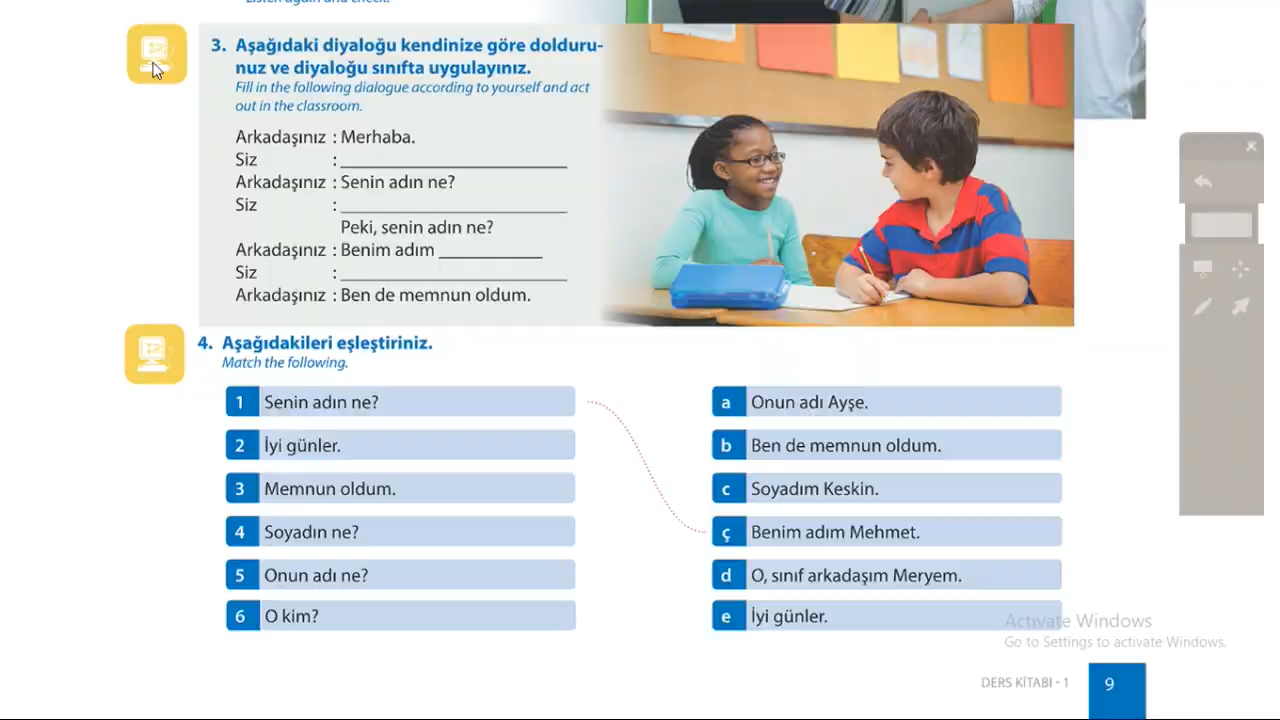 Listen again and check.
3. Aşağıdaki diyaloğu kendinize göre dolduru-
nuz ve diyaloğu sınıfta uygulayınız.
Fill in the following dialogue according to yourself and act
out in the classroom.
Arkadaşınız : Merhaba.
Siz :
Arkadaşınız : Senin adın ne?
Siz :
Peki, senin adın ne?
Arkadaşınız : Benim adım
Siz :
Arkadaşınız : Ben de memnun oldum.
4. Aşağıdakileri eşleştiriniz.
Match the following.
1 Senin adın ne?
2 İyi günler.
3 Memnun oldum.
4 Soyadın ne?
5 Onun adı ne?
6 O kim?
a Onun adı Ayşe.
b Ben de memnun oldum.
c Soyadım Keskin.
ç Benim adım Mehmet.
d O, sınıf arkadaşım Meryem.
e İyi günler.
Activate Windows
Go to Settings to activate Windows.
DERS KİTABI • 1 9